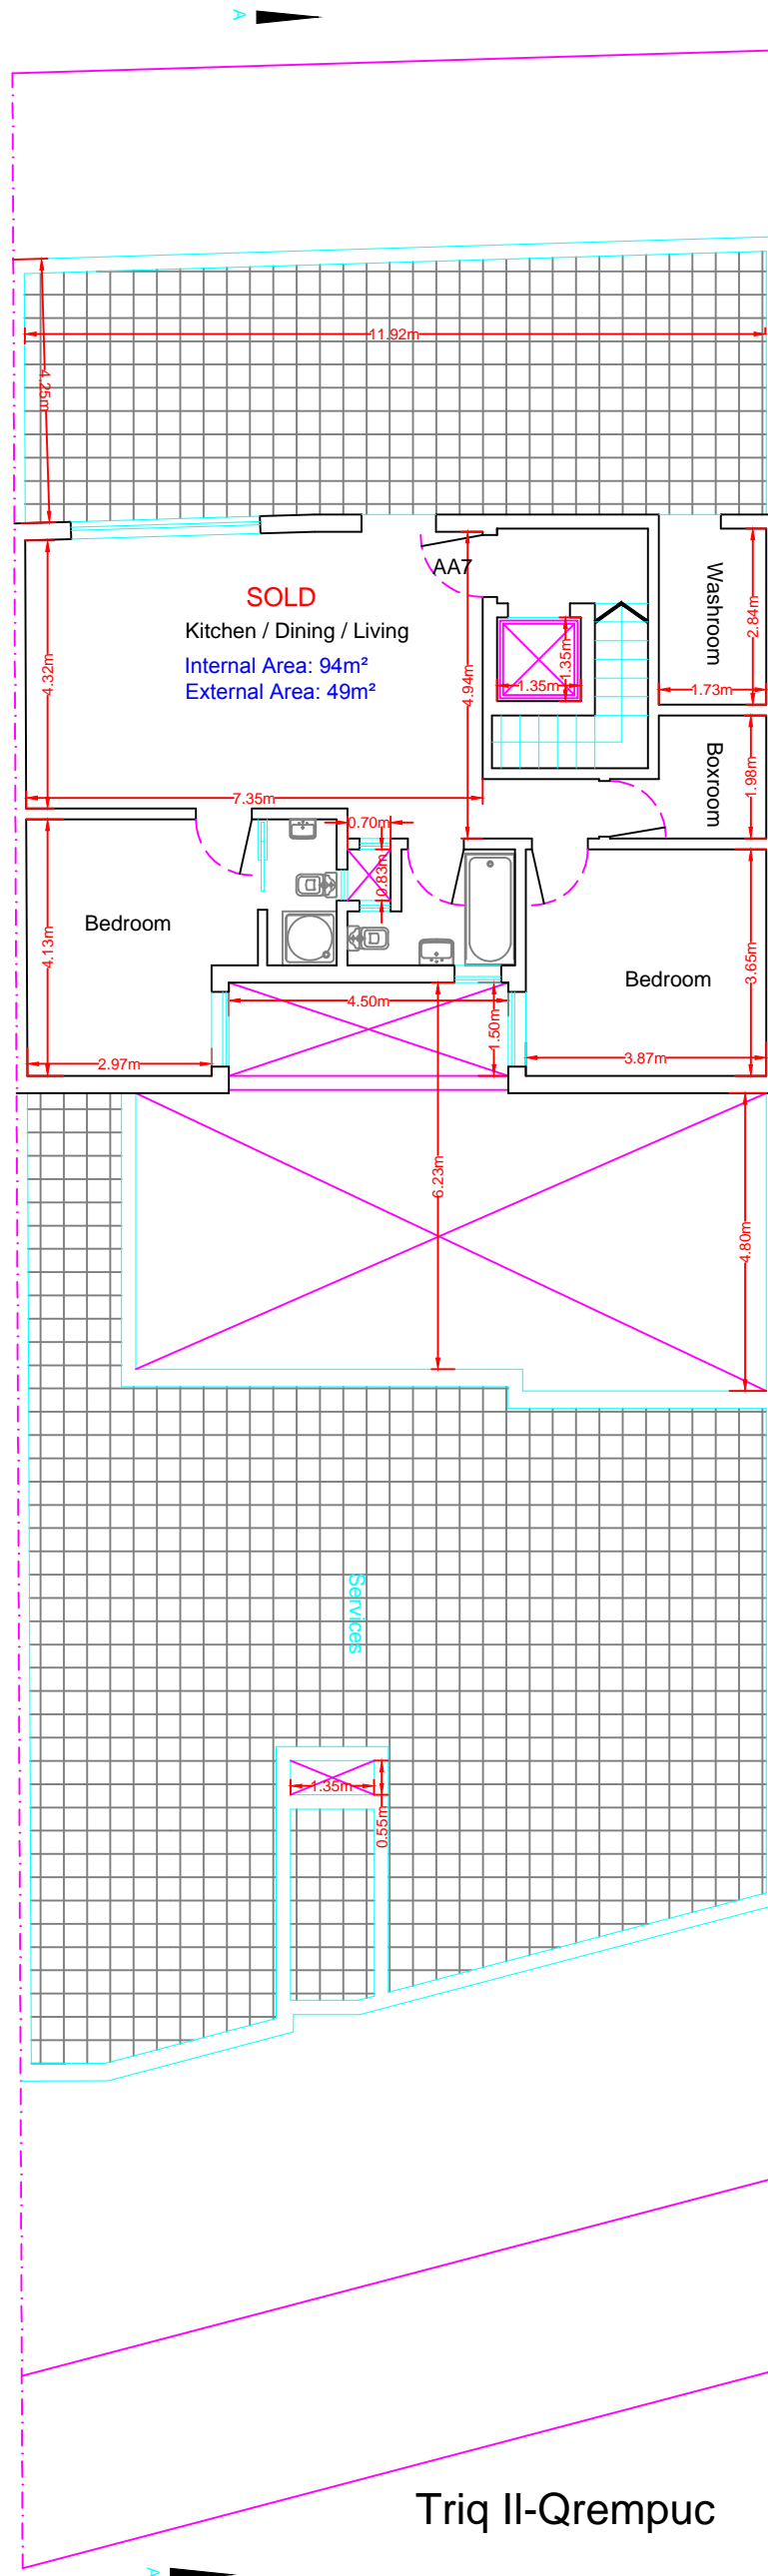 A
11.92m
4.25m
AA7
SOLD
Kitchen / Dining / Living
Internal Area: 94m²
External Area: 49m²
4.32m
4.94m
1.35m
1.35m
Washroom
2.84m
1.73m
7.35m
Boxroom
1.98m
0.70m
0.83m
Bedroom
4.13m
2.97m
4.50m
1.50m
Bedroom
3.65m
3.87m
6.23m
4.80m
Services
1.35m
0.55m
Triq Il-Qrempuc
A